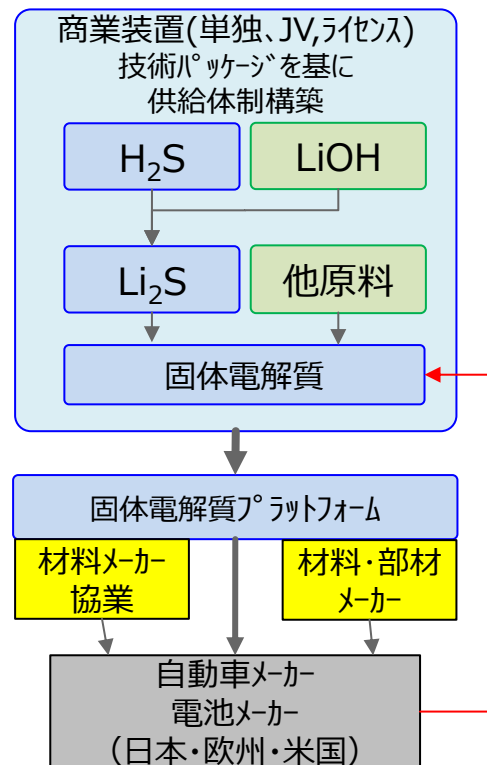 商業装置(単独、JV,ﾗｲｾﾝｽ)
技術ﾊﾟｯｹｰｼﾞを基に
供給体制構築
H₂S
LiOH
Li₂S
他原料
固体電解質
固体電解質ﾌﾟﾗｯﾄﾌｫｰﾑ
材料ﾒｰｶｰ
協業
材料･部材
ﾒｰｶｰ
自動車ﾒｰｶｰ
電池ﾒｰｶｰ
(日本･欧州･米国)